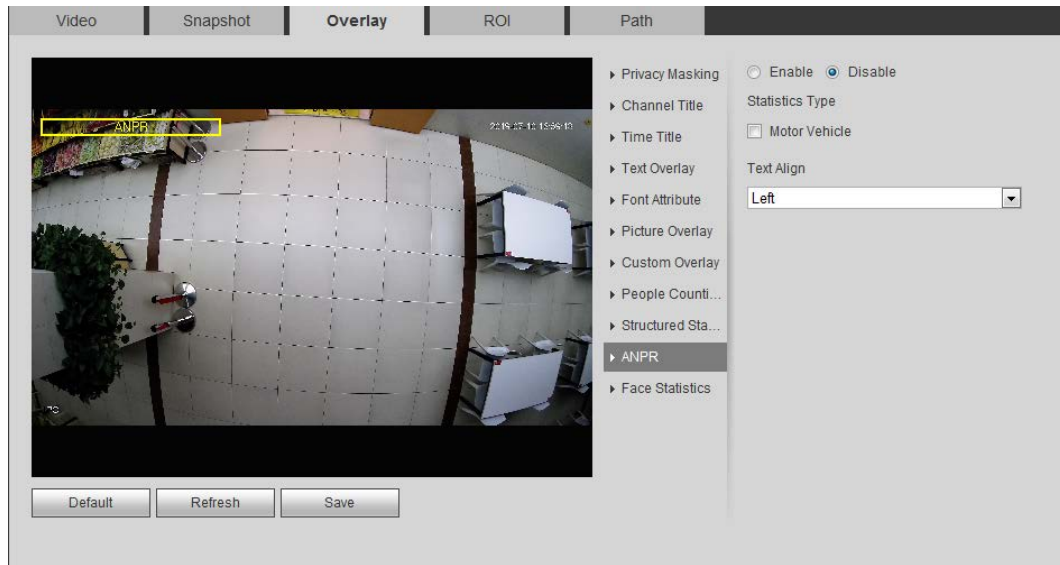 Video
Snapshot
Overlay
ROI
Path
ANPR
Privacy Masking
Channel Title
Time Title
Text Overlay
Font Attribute
Picture Overlay
Custom Overlay
People Counti...
Structured Sta...
ANPR
Face Statistics
Enable
Disable
Statistics Type
Motor Vehicle
Text Align
Left
Default
Refresh
Save